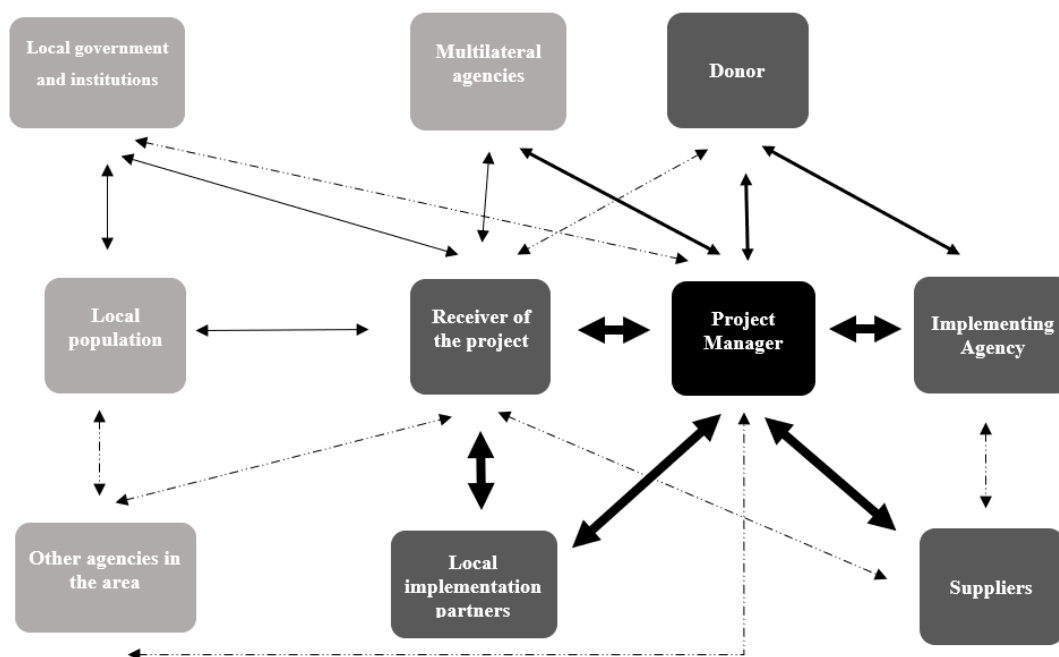 Local government
and institutions
Multilateral
agencies
Donor
Local
population
Receiver of
the project
Project
Manager
Implementing
Agency
Other agencies in
the area
Local
implementation
partners
Suppliers